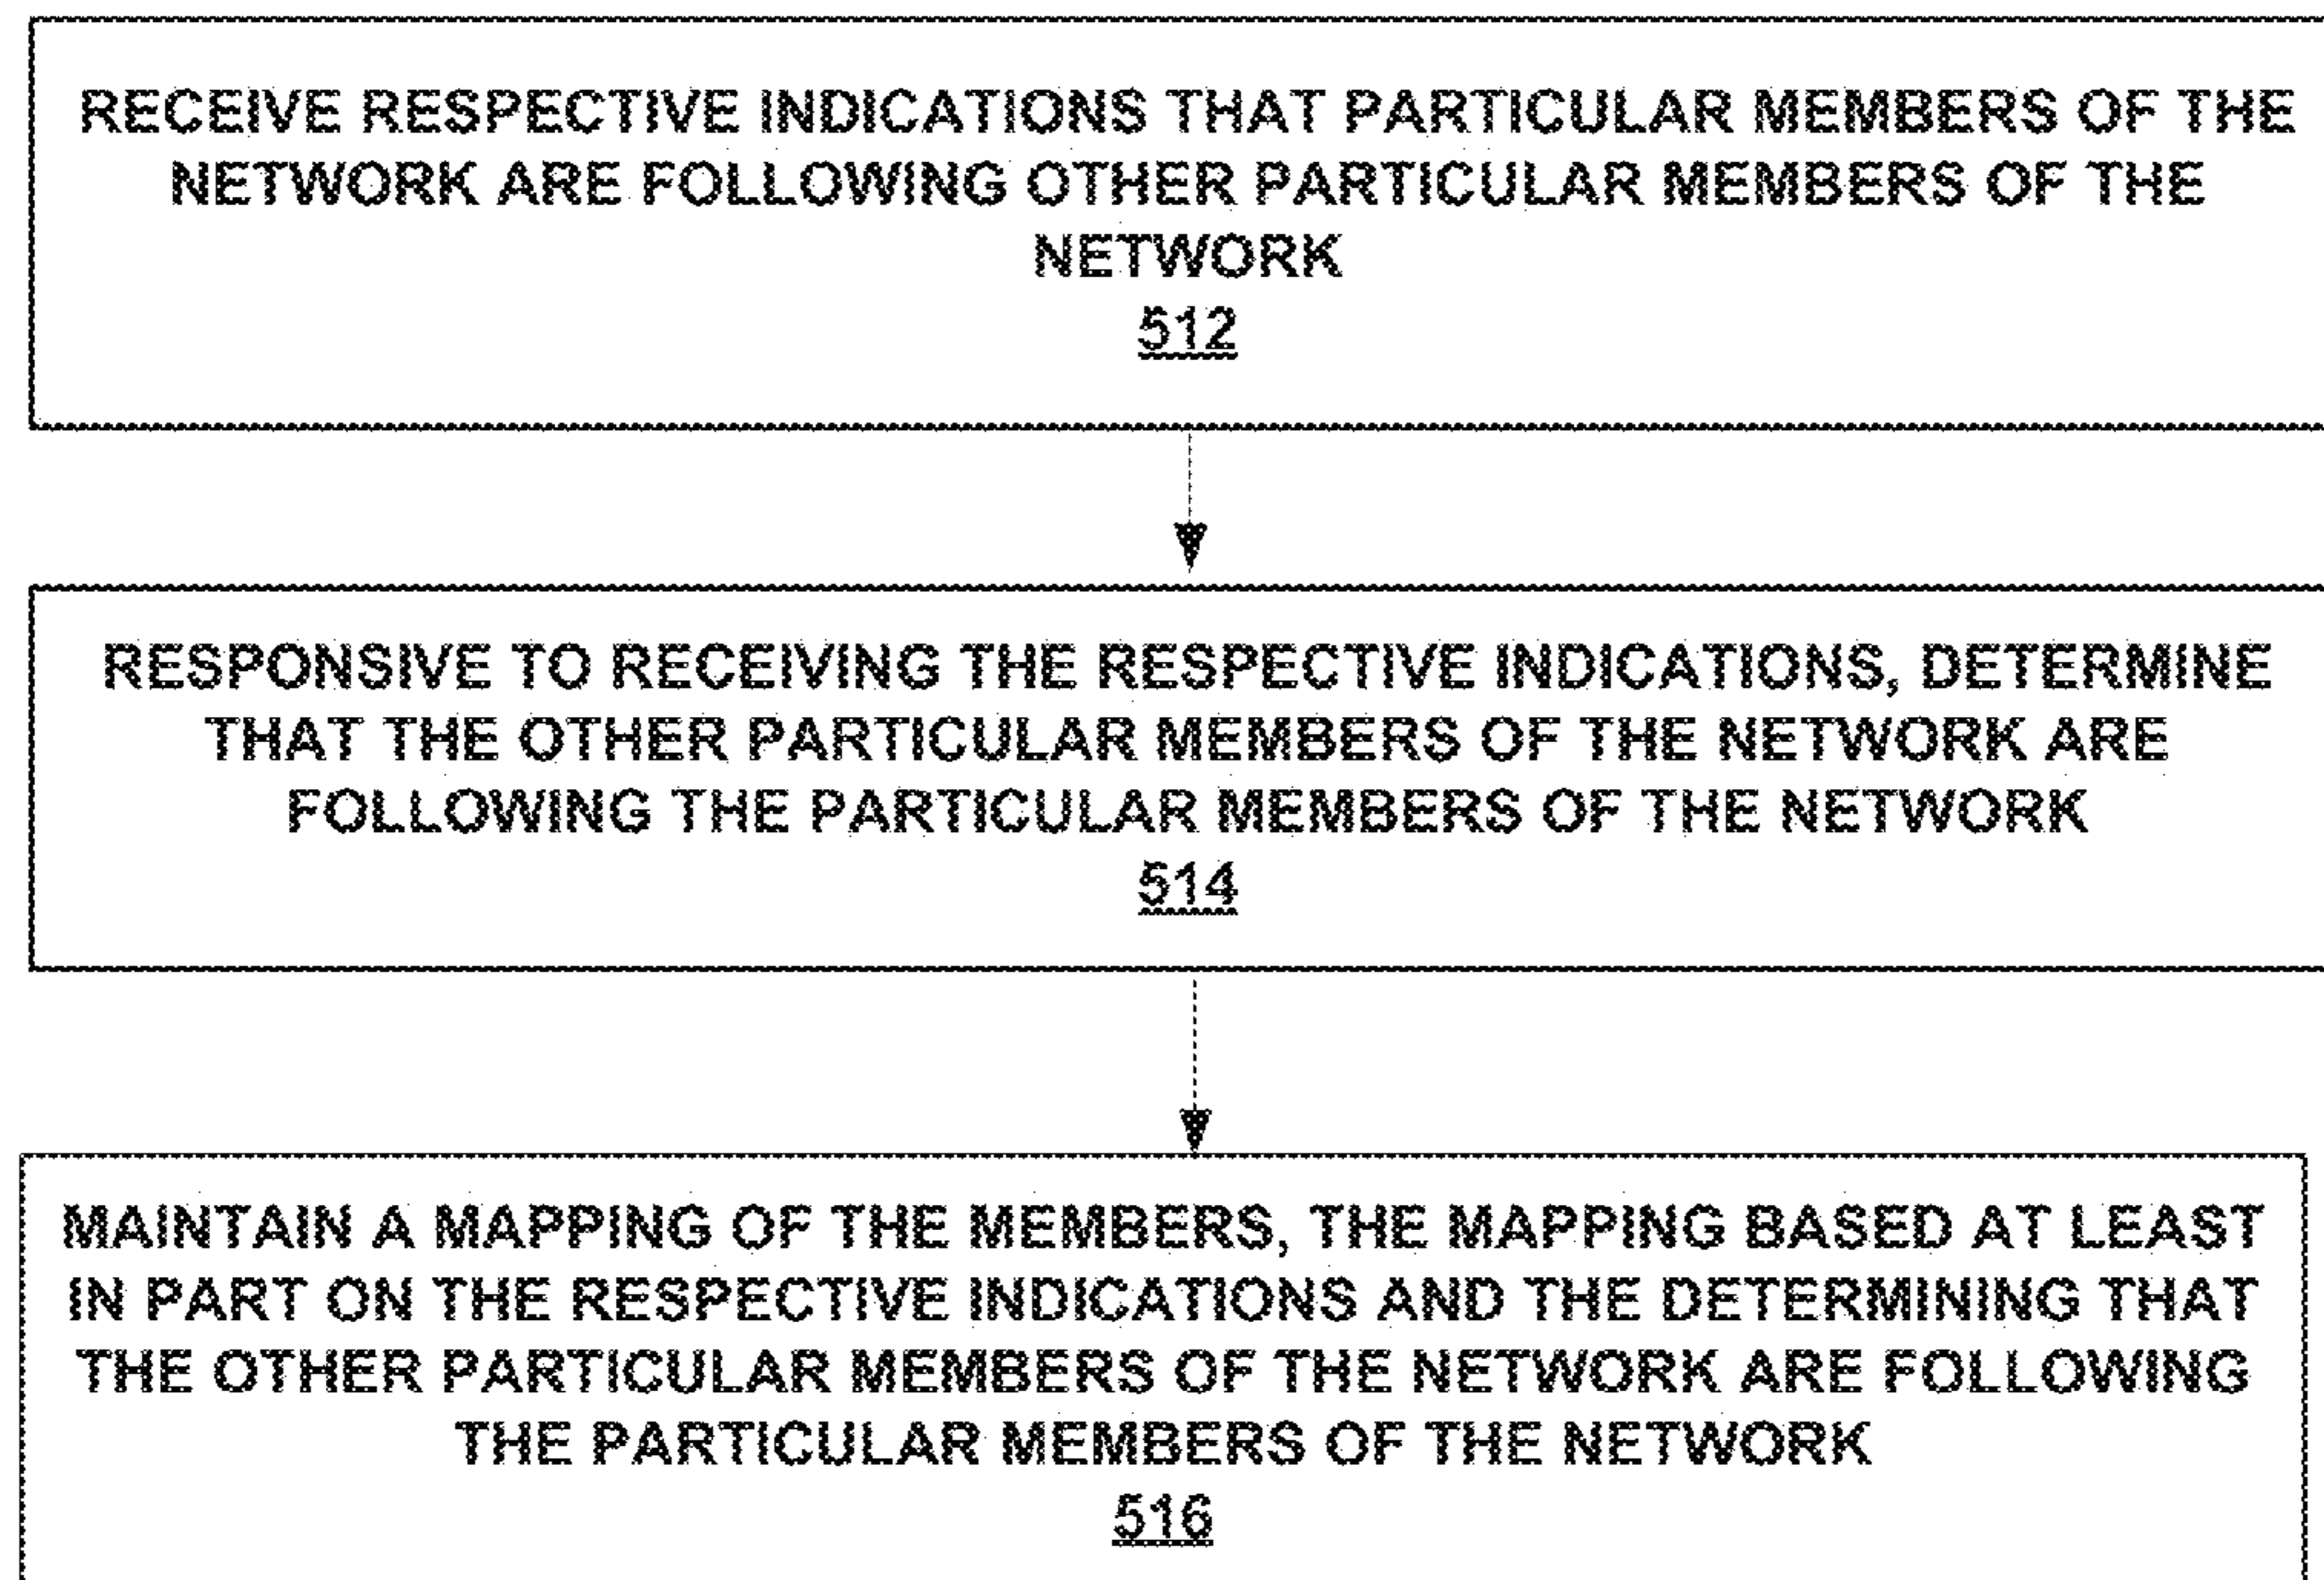 RECEIVE RESPECTIVE INDICATIONS THAT PARTICULAR MEMBERS OF THE
NETWORK ARE FOLLOWING OTHER PARTICULAR MEMBERS OF THE
NETWORK
512
RESPONSIVE TO RECEIVING THE RESPECTIVE INDICATIONS, DETERMINE
THAT THE OTHER PARTICULAR MEMBERS OF THE NETWORK ARE
FOLLOWING THE PARTICULAR MEMBERS OF THE NETWORK
514
MAINTAIN A MAPPING OF THE MEMBERS, THE MAPPING BASED AT LEAST
IN PART ON THE RESPECTIVE INDICATIONS AND THE DETERMINING THAT
THE OTHER PARTICULAR MEMBERS OF THE NETWORK ARE FOLLOWING
THE PARTICULAR MEMBERS OF THE NETWORK
516